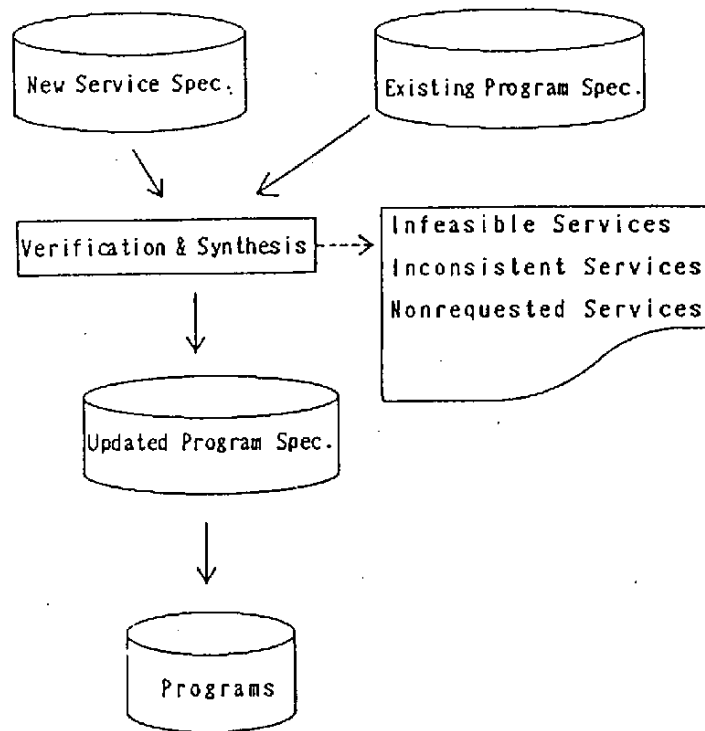 New Service Spec.
Existing Program Spec.
Verification & Synthesis
Infeasible Services
Inconsistent Services
Nonrequested Services
Updated Program Spec.
Programs